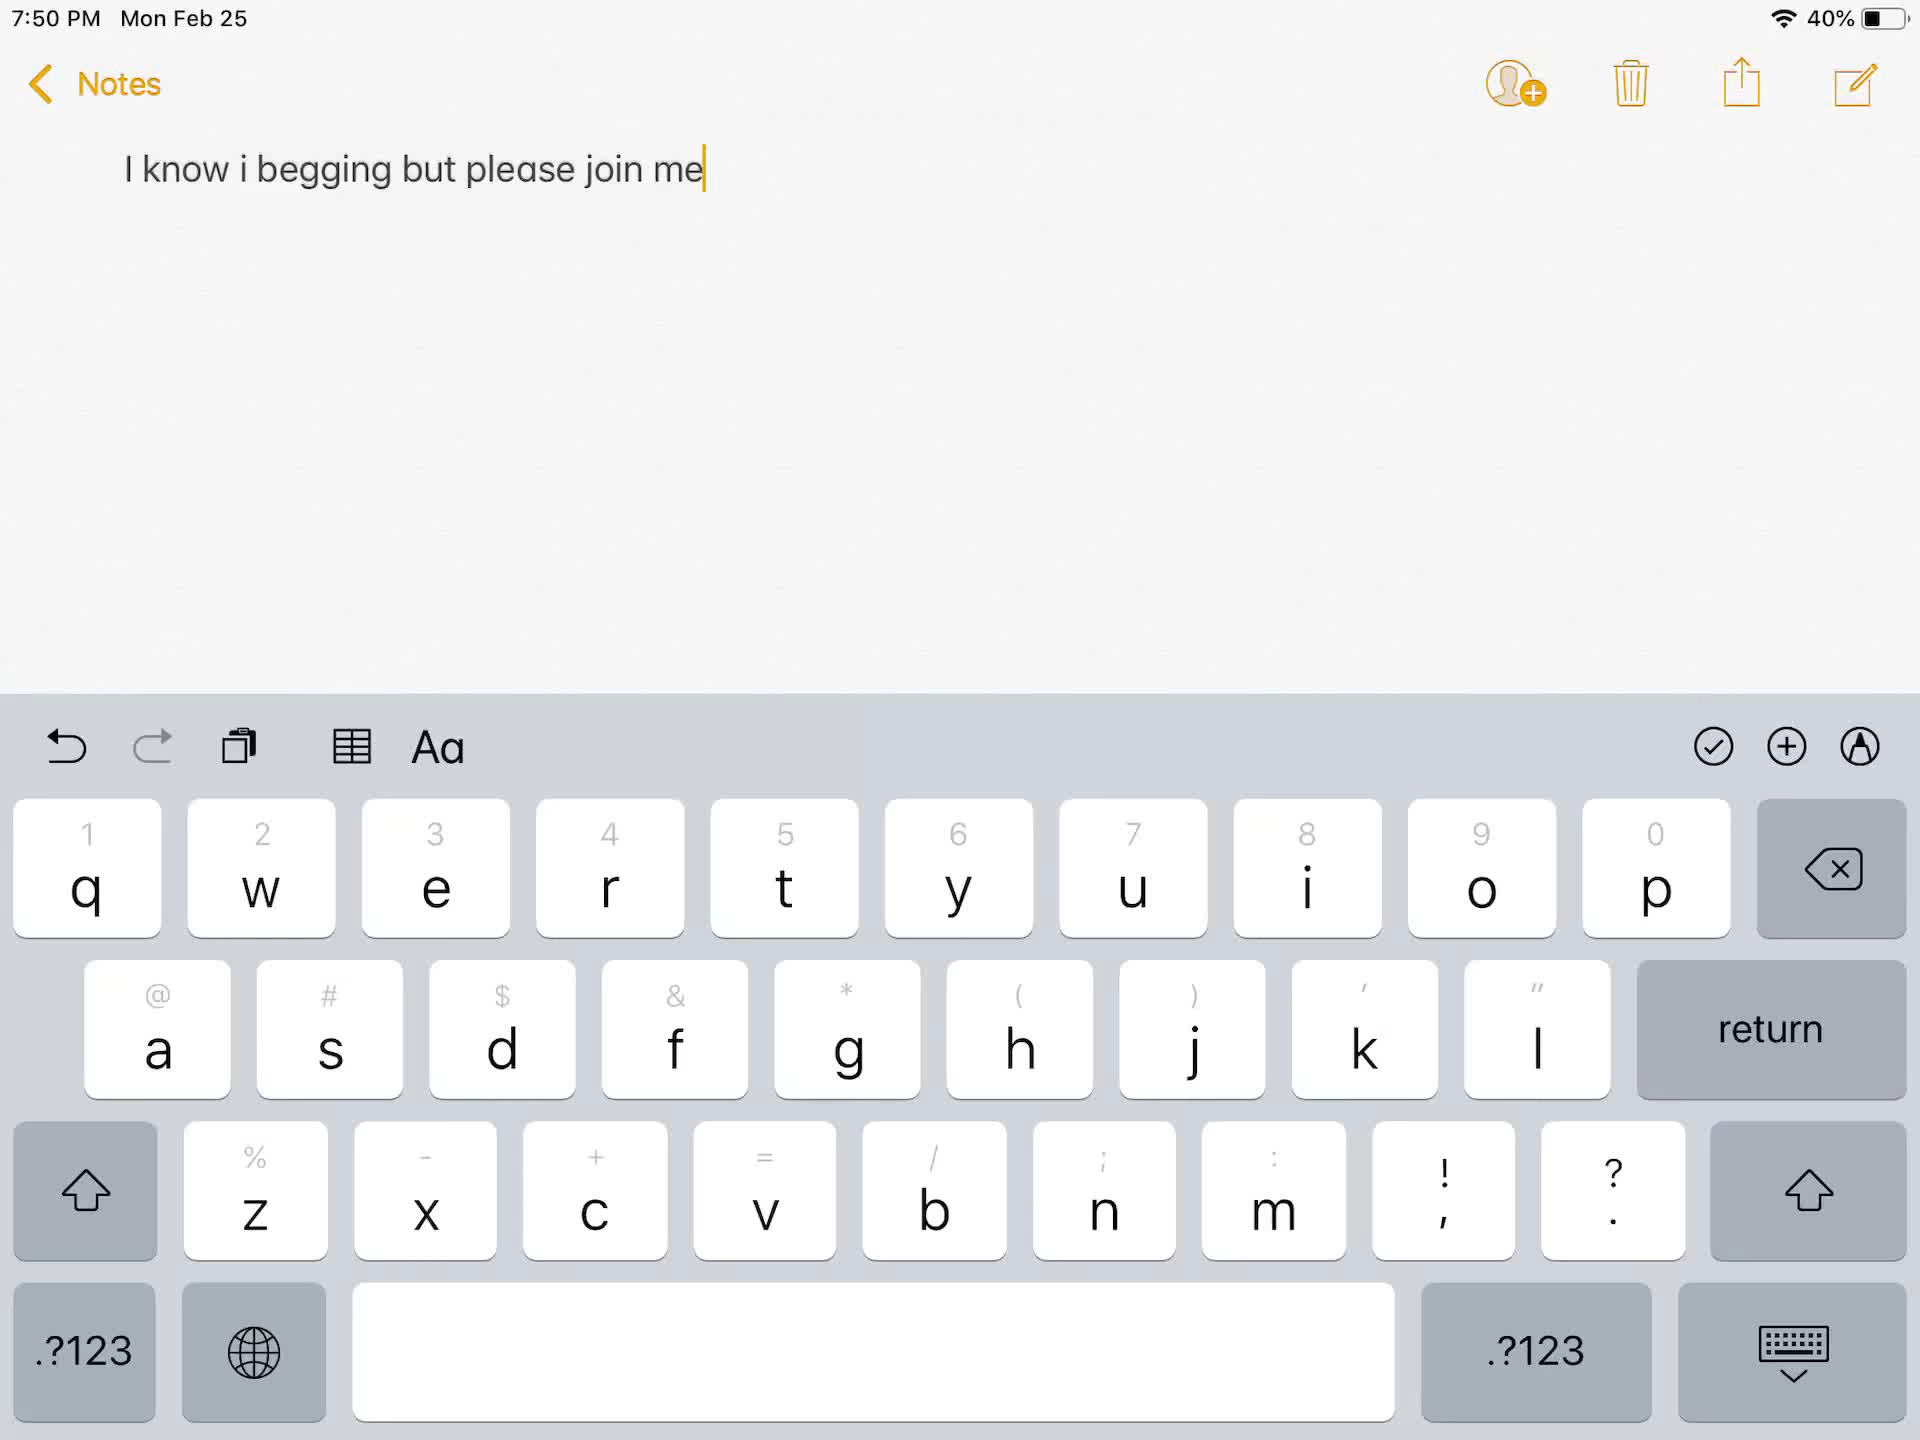 7:50 PM Mon Feb 25 40%
Notes
I know i begging but please join me
Aa
1 2 3 4 5 6 7 8 9 0
q w e r t y u i o p
@ # $ & * ( ) ' "
a s d f g h j k l return
% - + = / ; : ! ?
z x c v b n m , .
.?123 .?123